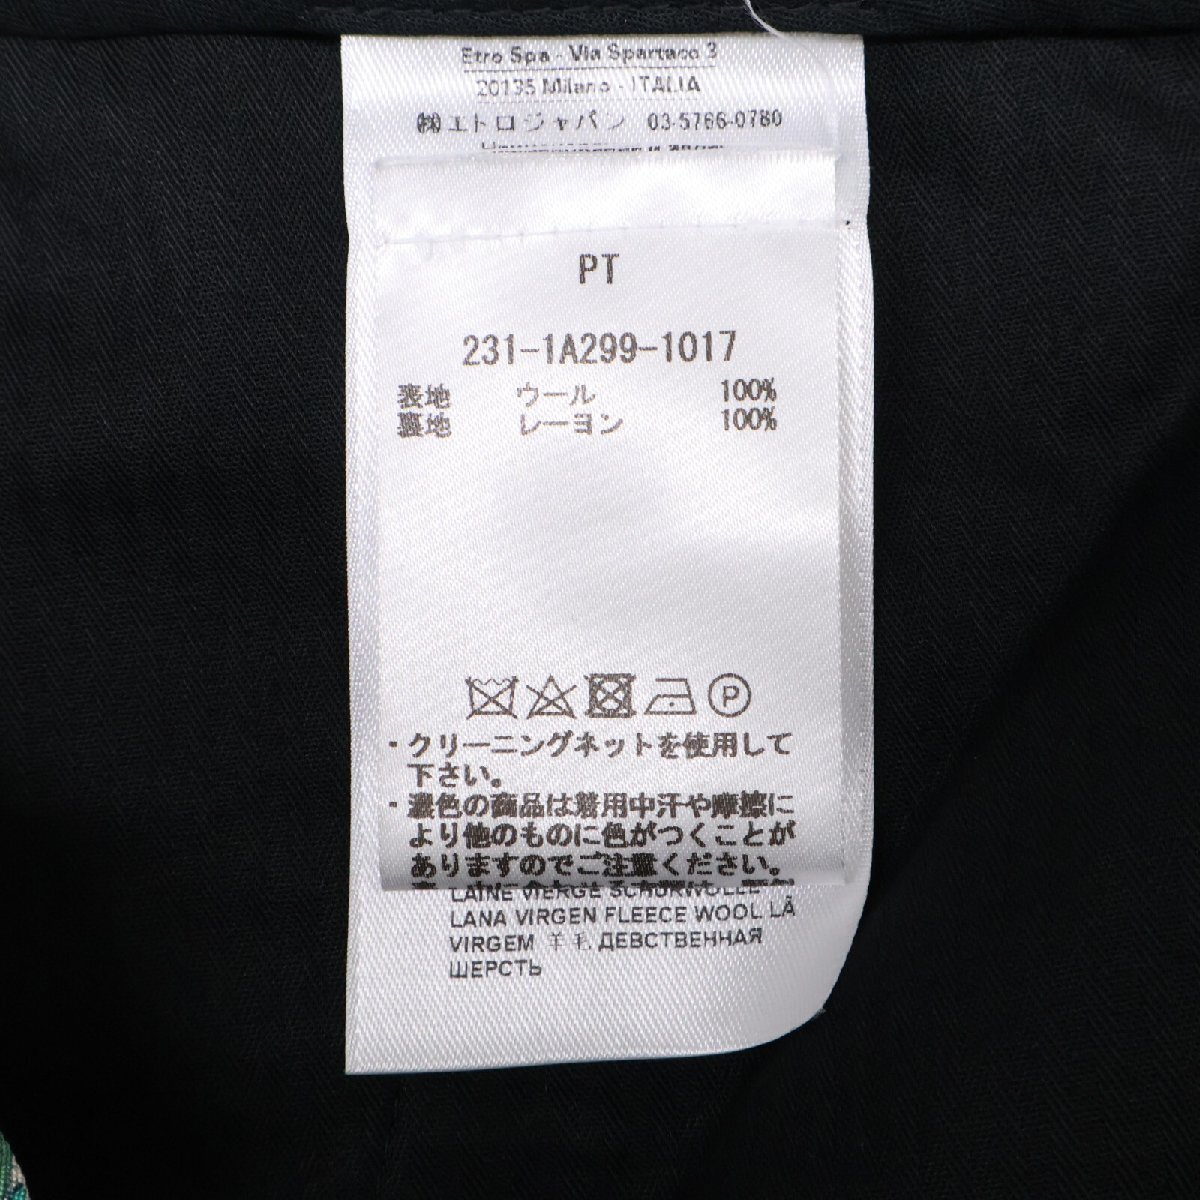 Etro Spa - Via Spartaco 3
20135 Milano - ITALIA
㈱エトロジャパン 03-5766-0780
PT
231-1A299-1017
表地 ウール 100%
裏地 レーヨン 100%
P
・クリーニングネットを使用して
下さい。
・濃色の商品は着用中汗や摩擦に
より他のものに色がつくことが
ありますのでご注意ください。
LAINE VIERGE SCHURWOLLE
LANA VIRGEN FLEECE WOOL LÃ
VIRGEM 羊毛 ДЕВСТВЕННАЯ
ШЕРСТЬ